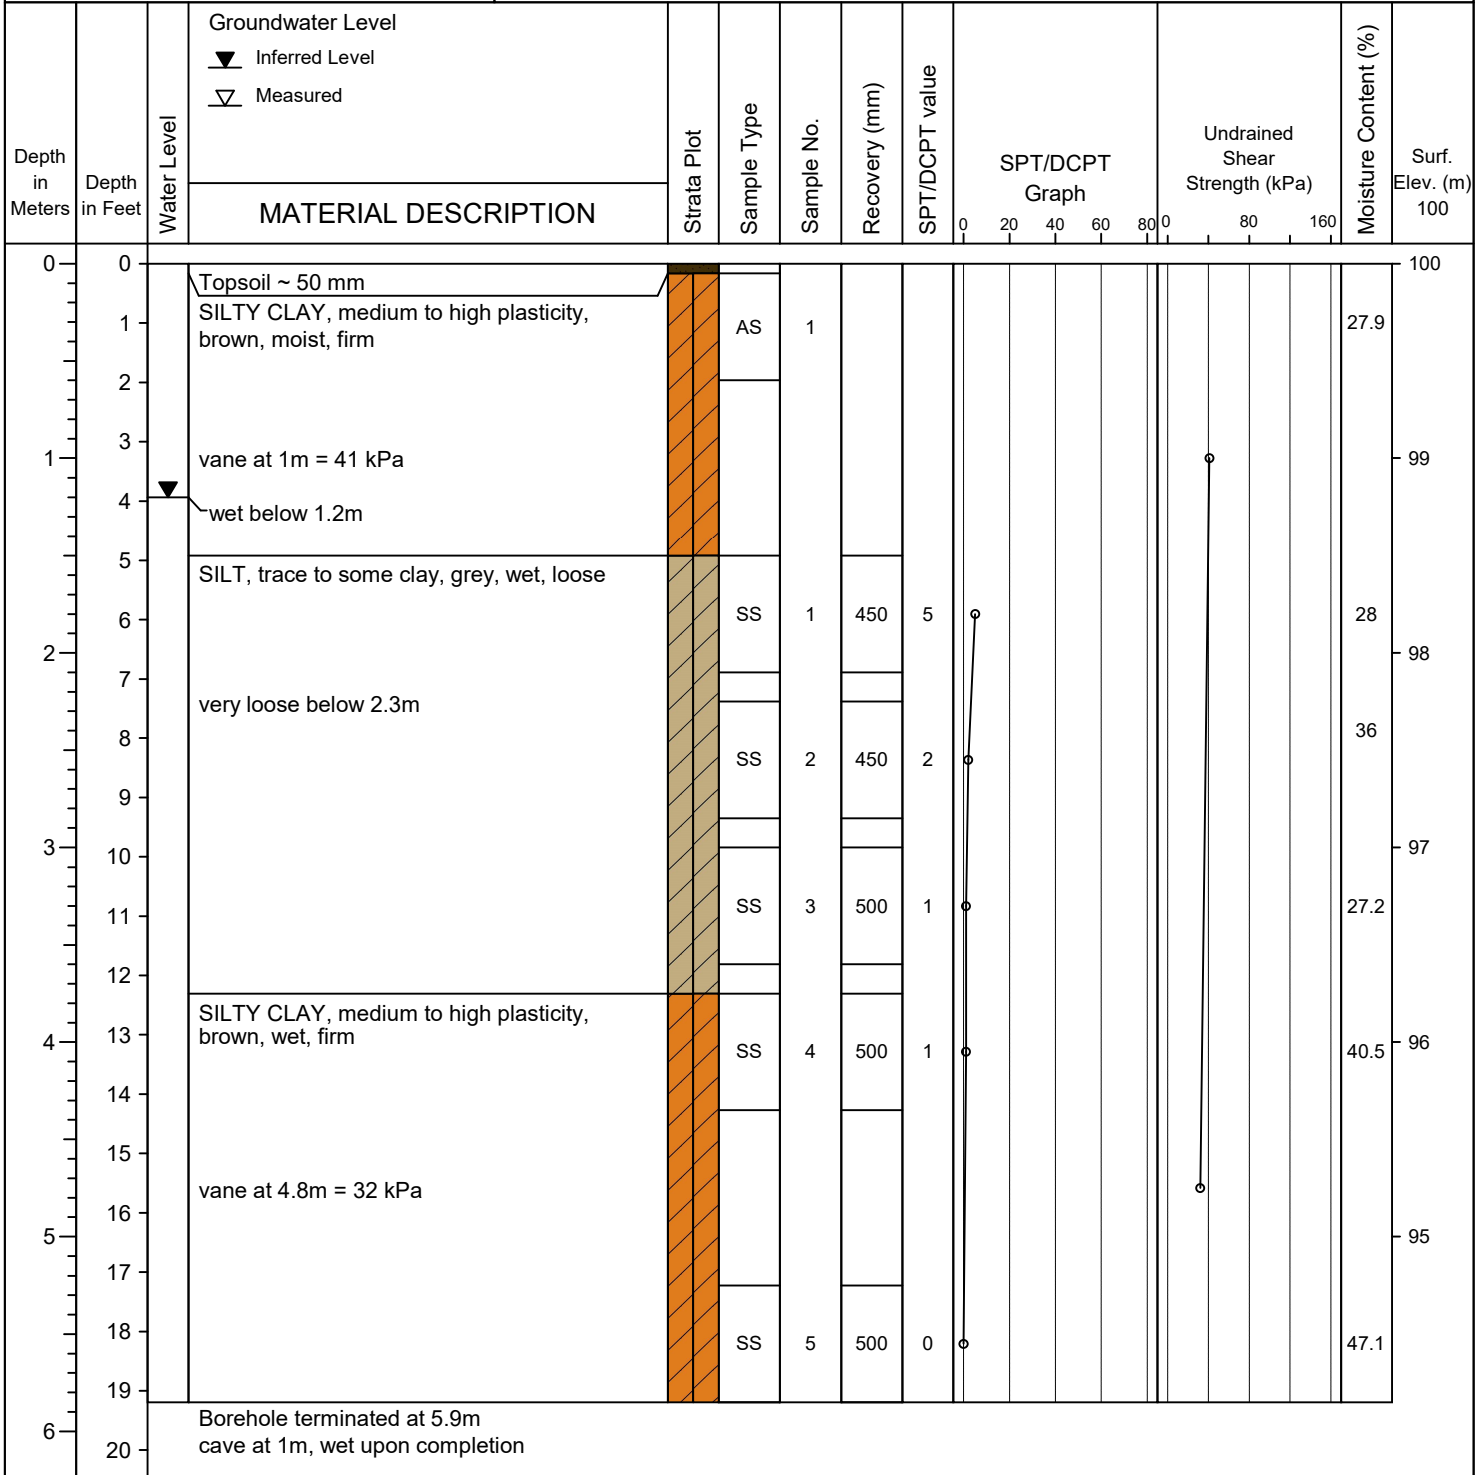 Groundwater Level
Inferred Level
Measured
Depth
in
Meters
Depth
in Feet
Water Level
MATERIAL DESCRIPTION
Strata Plot
Sample Type
Sample No.
Recovery (mm)
SPT/DCPT value
SPT/DCPT
Graph
0 20 40 60 80
Undrained
Shear
Strength (kPa)
0 80 160
Moisture Content (%)
Surf.
Elev. (m)
100
0 0 100
Topsoil ~ 50 mm
SILTY CLAY, medium to high plasticity,
1 AS 1 27.9
brown, moist, firm
2
3
1 vane at 1m = 41 kPa 99
4
wet below 1.2m
5
SILT, trace to some clay, grey, wet, loose
6 SS 1 450 5 28
2 98
7
very loose below 2.3m
8 36
SS 2 450 2
9
3 97
10
11 SS 3 500 1 27.2
12
SILTY CLAY, medium to high plasticity,
13 brown, wet, firm
4 96
SS 4 500 1 40.5
14
15
vane at 4.8m = 32 kPa
16
5 95
17
18
SS 5 500 0 47.1
19
Borehole terminated at 5.9m
6
20 cave at 1m, wet upon completion